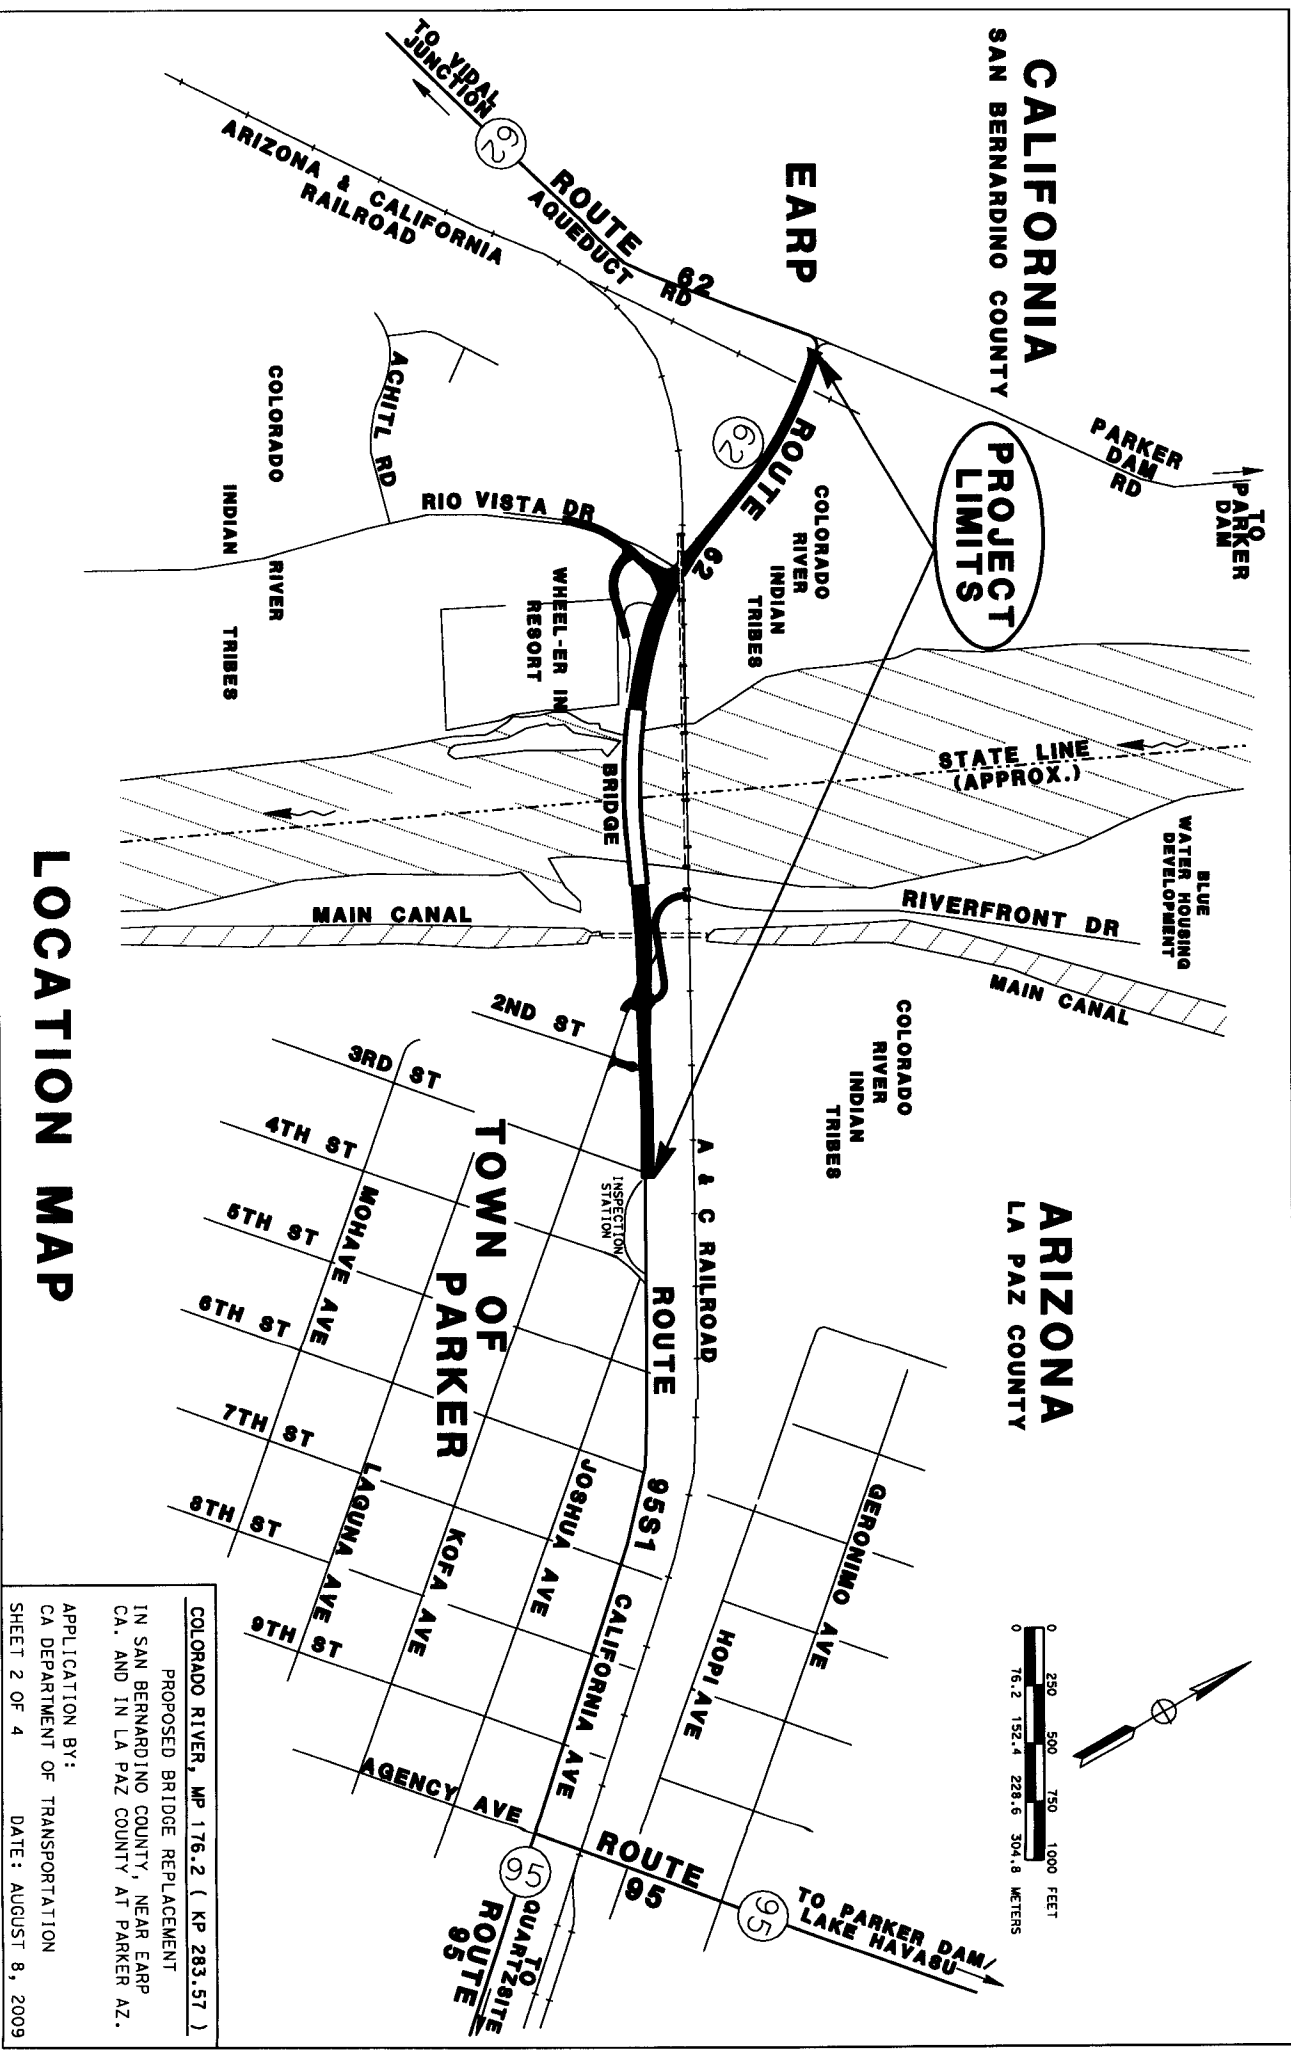 CALIFORNIA
SAN BERNARDINO COUNTY
EARP
TO VIDAL
JUNCTION
62
ROUTE 62
AQUEDUCT RD
ARIZONA & CALIFORNIA
RAILROAD
ACHITL RD
COLORADO
RIVER
INDIAN
TRIBES
RIO VISTA DR
62
ROUTE 62
PROJECT
LIMITS
PARKER
DAM
RD
TO
PARKER
DAM
COLORADO
RIVER
INDIAN
TRIBES
WHEEL-ER IN
RESORT
BRIDGE
STATE LINE
(APPROX.)
BLUE
WATER HOUSING
DEVELOPMENT
RIVERFRONT DR
MAIN CANAL
MAIN CANAL
COLORADO
RIVER
INDIAN
TRIBES
ARIZONA
LA PAZ COUNTY
A & C RAILROAD
INSPECTION
STATION
ROUTE 95S1
TOWN OF
PARKER
2ND ST
3RD ST
4TH ST
5TH ST
6TH ST
7TH ST
8TH ST
9TH ST
MOHAVE AVE
LAGUNA AVE
KOFA AVE
JOSHUA AVE
CALIFORNIA AVE
HOPI AVE
GERONIMO AVE
AGENCY AVE
ROUTE
95
95
TO PARKER DAM/
LAKE HAVASU
95
TO
QUARTZSITE
ROUTE
95
0 250 500 750 1000 FEET
0 76.2 152.4 228.6 304.8 METERS
LOCATION MAP
COLORADO RIVER, MP 176.2 ( KP 283.57 )
PROPOSED BRIDGE REPLACEMENT
IN SAN BERNARDINO COUNTY, NEAR EARP
CA. AND IN LA PAZ COUNTY AT PARKER AZ.
APPLICATION BY:
CA DEPARTMENT OF TRANSPORTATION
SHEET 2 OF 4 DATE: AUGUST 8, 2009